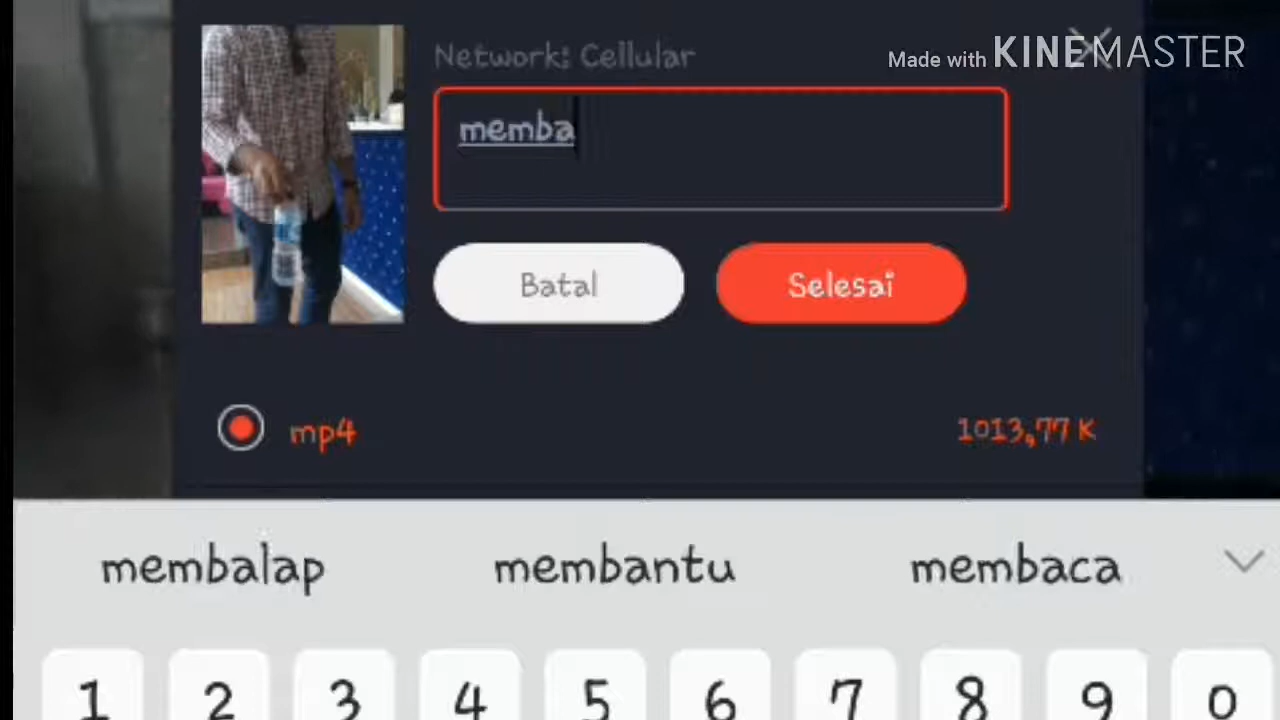 Network: Cellular
Made with KINEMASTER
memba
Batal
Selesai
mp4
1013,77 K
membalap
membantu
membaca
1 2 3 4 5 6 7 8 9 0